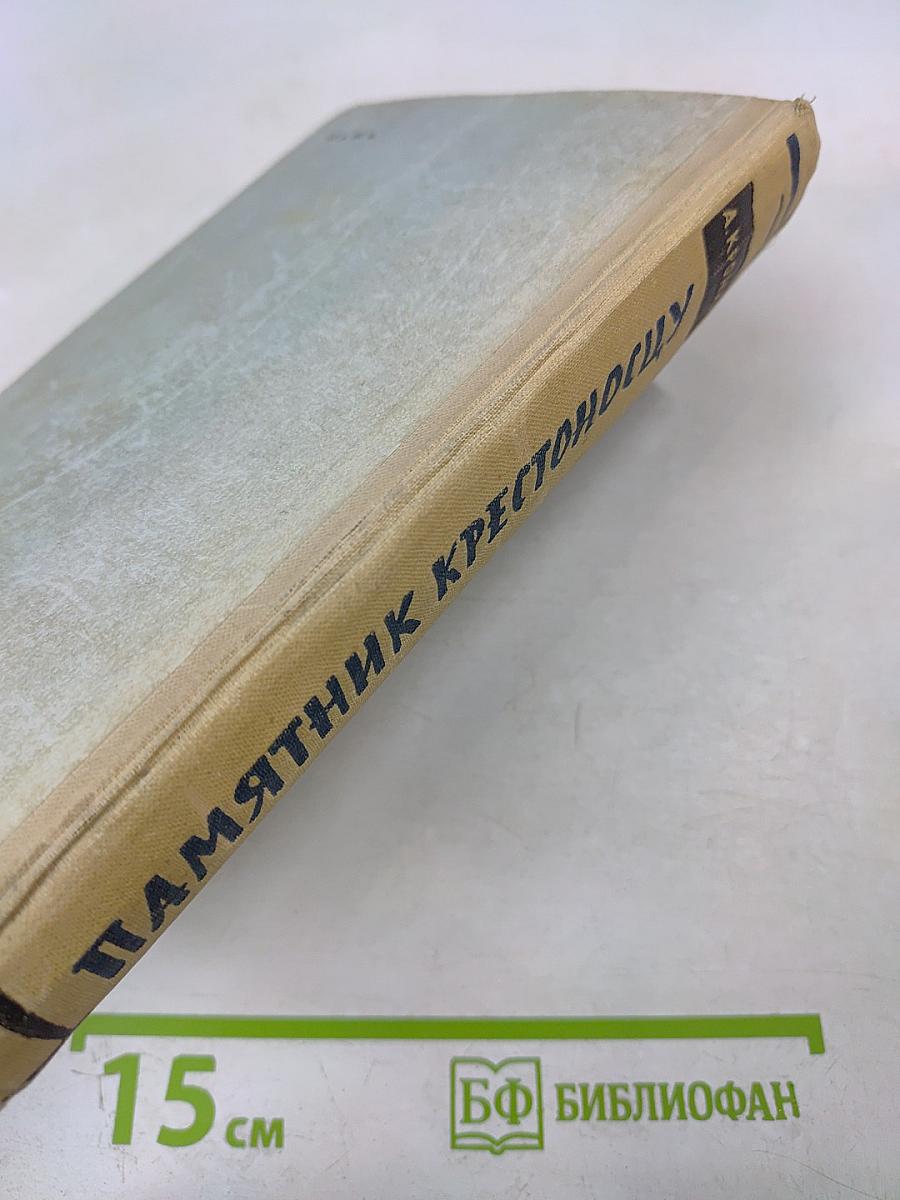 ПАМЯТНИК КРЕСТОНОСЦУ
15 см
БФ БИБЛИОФАН